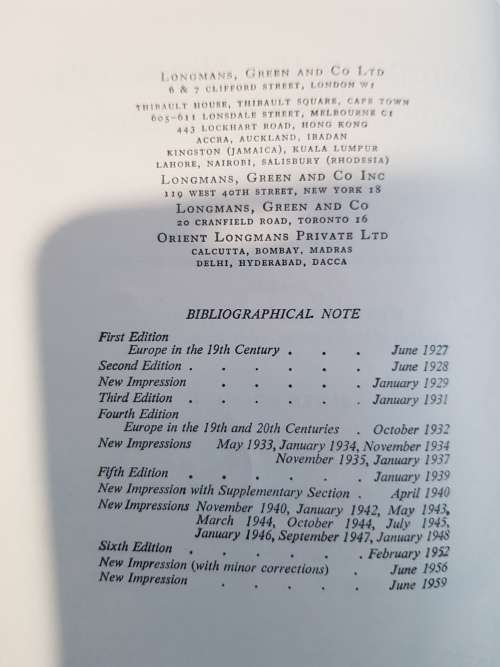 LONGMANS, GREEN AND CO LTD
6 & 7 CLIFFORD STREET, LONDON W1
THIBAULT HOUSE, THIBAULT SQUARE, CAPE TOWN
605-611 LONSDALE STREET, MELBOURNE C1
443 LOCKHART ROAD, HONG KONG
ACCRA, AUCKLAND, IBADAN
KINGSTON (JAMAICA), KUALA LUMPUR
LAHORE, NAIROBI, SALISBURY (RHODESIA)
LONGMANS, GREEN AND CO INC
119 WEST 40TH STREET, NEW YORK 18
LONGMANS, GREEN AND CO
20 CRANFIELD ROAD, TORONTO 16
ORIENT LONGMANS PRIVATE LTD
CALCUTTA, BOMBAY, MADRAS
DELHI, HYDERABAD, DACCA
BIBLIOGRAPHICAL NOTE
First Edition
Europe in the 19th Century . . . June 1927
Second Edition . . . . . . June 1928
New Impression . . . . . January 1929
Third Edition . . . . . . January 1931
Fourth Edition
Europe in the 19th and 20th Centuries . October 1932
New Impressions May 1933, January 1934, November 1934
November 1935, January 1937
Fifth Edition . . . . . . January 1939
New Impression with Supplementary Section . April 1940
New Impressions November 1940, January 1942, May 1943,
March 1944, October 1944, July 1945,
January 1946, September 1947, January 1948
Sixth Edition . . . . . . February 1952
New Impression (with minor corrections) . June 1956
New Impression . . . . . June 1959